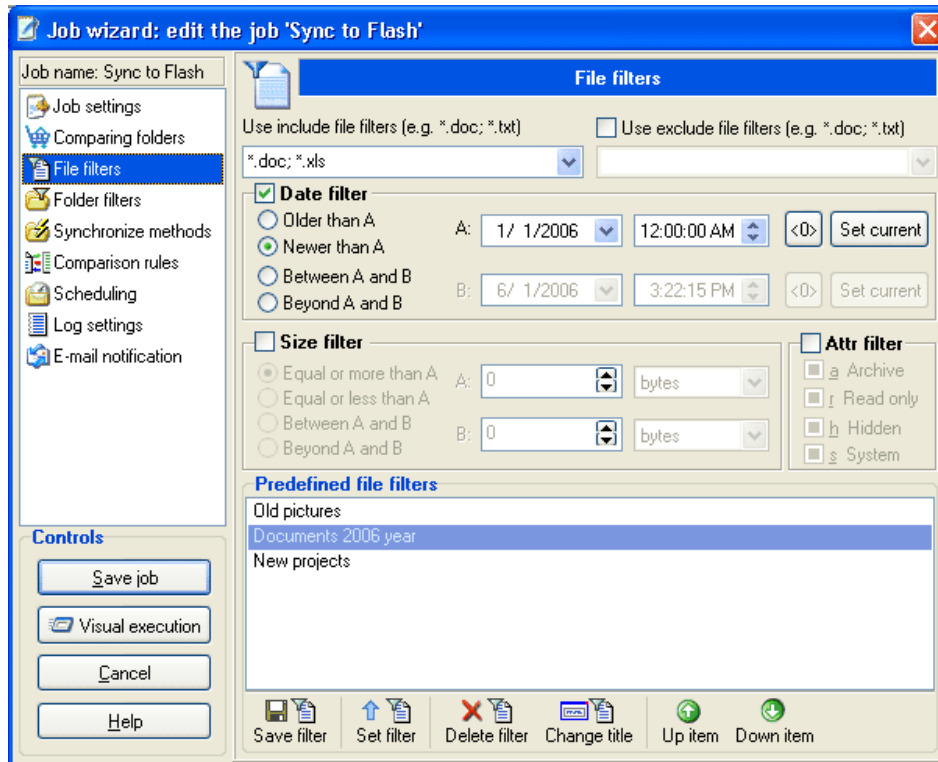 Job wizard: edit the job 'Sync to Flash'
Job name: Sync to Flash
Job settings
Comparing folders
File filters
Folder filters
Synchronize methods
Comparison rules
Scheduling
Log settings
E-mail notification
Controls
Save job
Visual execution
Cancel
Help
File filters
Use include file filters (e.g. *.doc; *.txt)
Use exclude file filters (e.g. *.doc; *.txt)
*.doc; *.xls
Date filter
Older than A
Newer than A
Between A and B
Beyond A and B
A: 1/ 1/2006 12:00:00 AM <0> Set current
B: 6/ 1/2006 3:22:15 PM <0> Set current
Size filter
Equal or more than A
Equal or less than A
Between A and B
Beyond A and B
A: 0 bytes
B: 0 bytes
Attr filter
a Archive
r Read only
h Hidden
s System
Predefined file filters
Old pictures
Documents 2006 year
New projects
Save filter Set filter Delete filter Change title Up item Down item